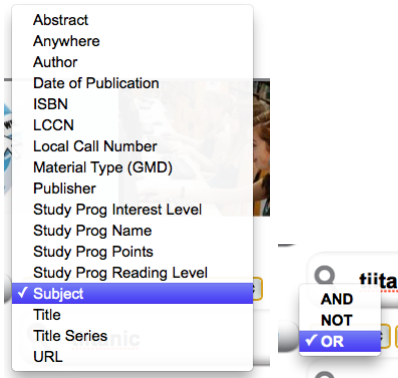 Abstract
Anywhere
Author
Date of Publication
ISBN
LCCN
Local Call Number
Material Type (GMD)
Publisher
Study Prog Interest Level
Study Prog Name
Study Prog Points
Study Prog Reading Level
✓ Subject
Title
Title Series
URL
tiita
AND
NOT
✓ OR